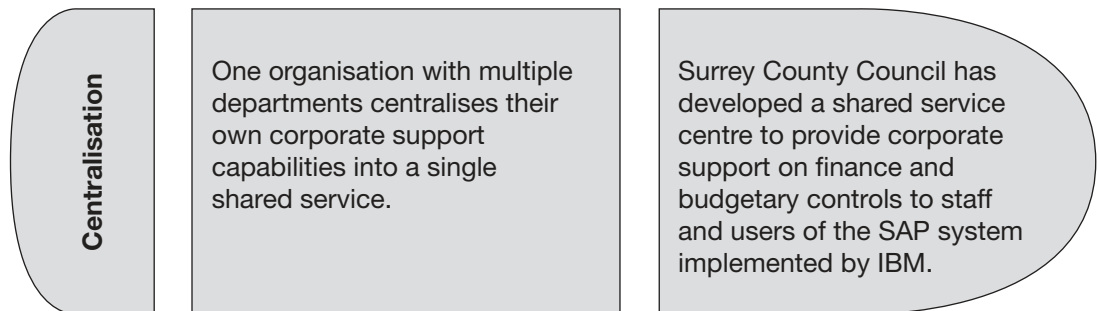 Centralisation
One organisation with multiple
departments centralises their
own corporate support
capabilities into a single
shared service.
Surrey County Council has
developed a shared service
centre to provide corporate
support on finance and
budgetary controls to staff
and users of the SAP system
implemented by IBM.